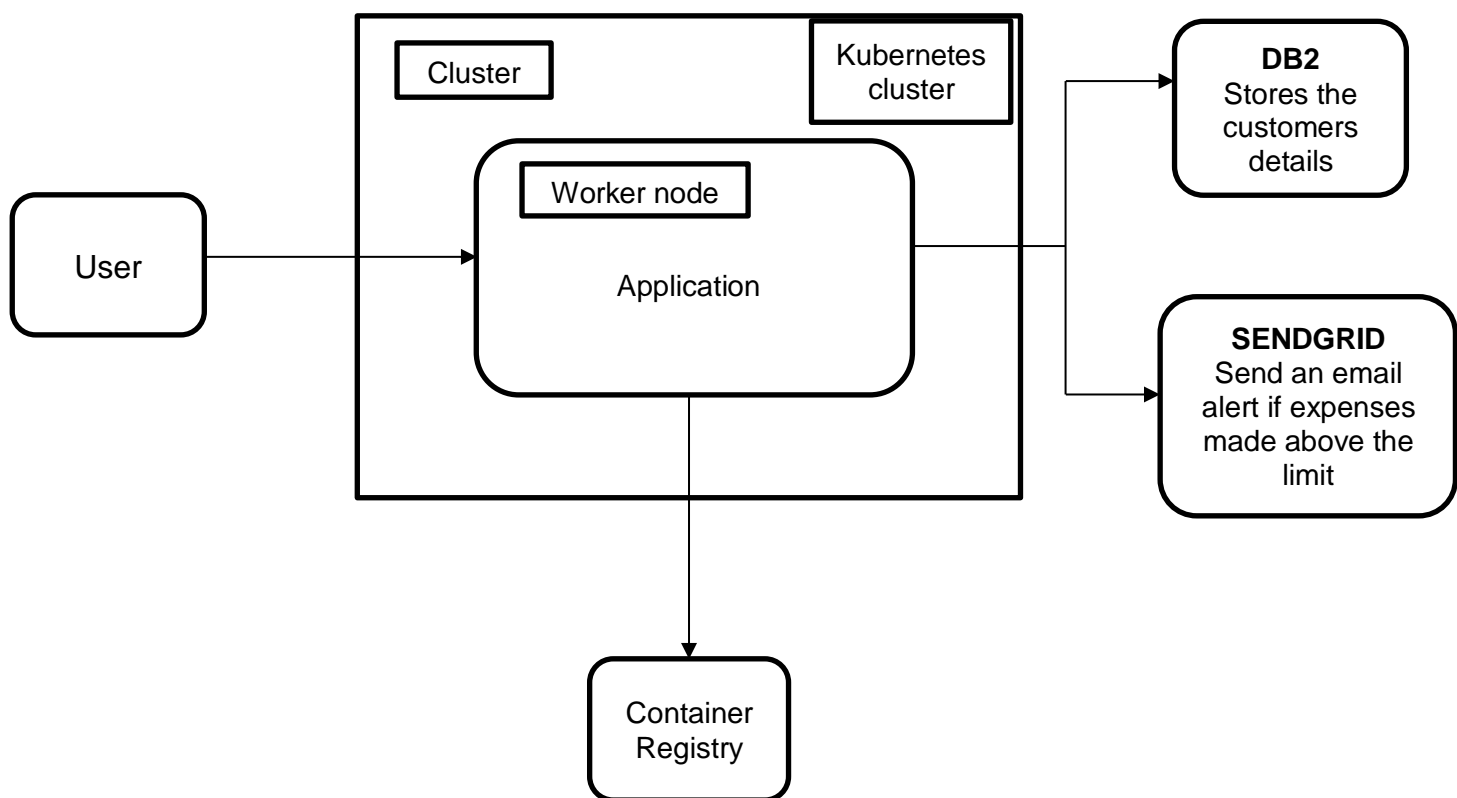 Cluster
Kubernetes
cluster
DB2
Stores the
customers
details
Worker node
User
Application
SENDGRID
Send an email
alert if expenses
made above the
limit
Container
Registry